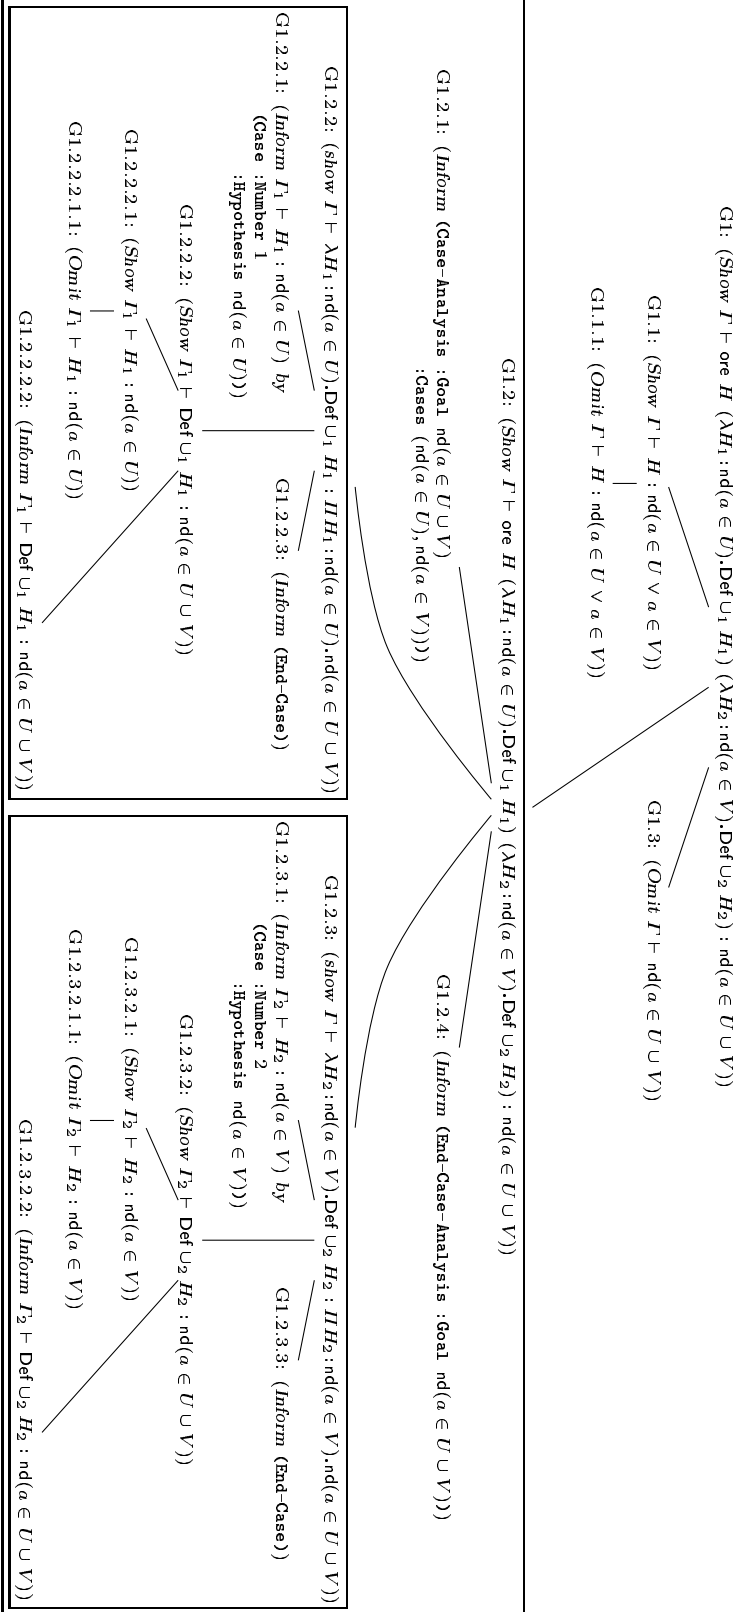 G1: (Show Γ ⊢ ore H (λH₁:nd(a ∈ U).Def∪₁ H₁) (λH₂:nd(a ∈ V).Def∪₂ H₂) : nd(a ∈ U ∪ V))
G1.1: (Show Γ ⊢ H : nd(a ∈ U ∨ a ∈ V))
G1.3: (Omit Γ ⊢ nd(a ∈ U ∪ V))
G1.1.1: (Omit Γ ⊢ H : nd(a ∈ U ∨ a ∈ V))
G1.2: (Show Γ ⊢ ore H (λH₁:nd(a ∈ U).Def∪₁ H₁) (λH₂:nd(a ∈ V).Def∪₂ H₂) : nd(a ∈ U ∪ V))
G1.2.1: (Inform (Case-Analysis :Goal nd(a ∈ U ∪ V)
:Cases (nd(a ∈ U), nd(a ∈ V))))
G1.2.4: (Inform (End-Case-Analysis :Goal nd(a ∈ U ∪ V)))
G1.2.2: (show Γ ⊢ λH₁:nd(a ∈ U).Def∪₁ H₁ : ΠH₁:nd(a ∈ U).nd(a ∈ U ∪ V))
G1.2.2.1: (Inform Γ₁ ⊢ H₁ : nd(a ∈ U) by
(Case :Number 1
:Hypothesis nd(a ∈ U)))
G1.2.2.3: (Inform (End-Case))
G1.2.2.2: (Show Γ₁ ⊢ Def∪₁ H₁ : nd(a ∈ U ∪ V))
G1.2.2.2.1: (Show Γ₁ ⊢ H₁ : nd(a ∈ U))
G1.2.2.2.1.1: (Omit Γ₁ ⊢ H₁ : nd(a ∈ U))
G1.2.2.2.2: (Inform Γ₁ ⊢ Def∪₁ H₁ : nd(a ∈ U ∪ V))
G1.2.3: (show Γ ⊢ λH₂:nd(a ∈ V).Def∪₂ H₂ : ΠH₂:nd(a ∈ V).nd(a ∈ U ∪ V))
G1.2.3.1: (Inform Γ₂ ⊢ H₂ : nd(a ∈ V) by
(Case :Number 2
:Hypothesis nd(a ∈ V)))
G1.2.3.3: (Inform (End-Case))
G1.2.3.2: (Show Γ₂ ⊢ Def∪₂ H₂ : nd(a ∈ U ∪ V))
G1.2.3.2.1: (Show Γ₂ ⊢ H₂ : nd(a ∈ V))
G1.2.3.2.1.1: (Omit Γ₂ ⊢ H₂ : nd(a ∈ V))
G1.2.3.2.2: (Inform Γ₂ ⊢ Def∪₂ H₂ : nd(a ∈ U ∪ V))